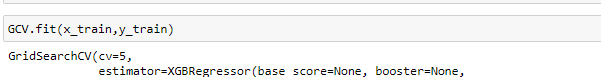 GCV.fit(x_train,y_train)
GridSearchCV(cv=5,
estimator=XGBRegressor(base_score=None, booster=None,